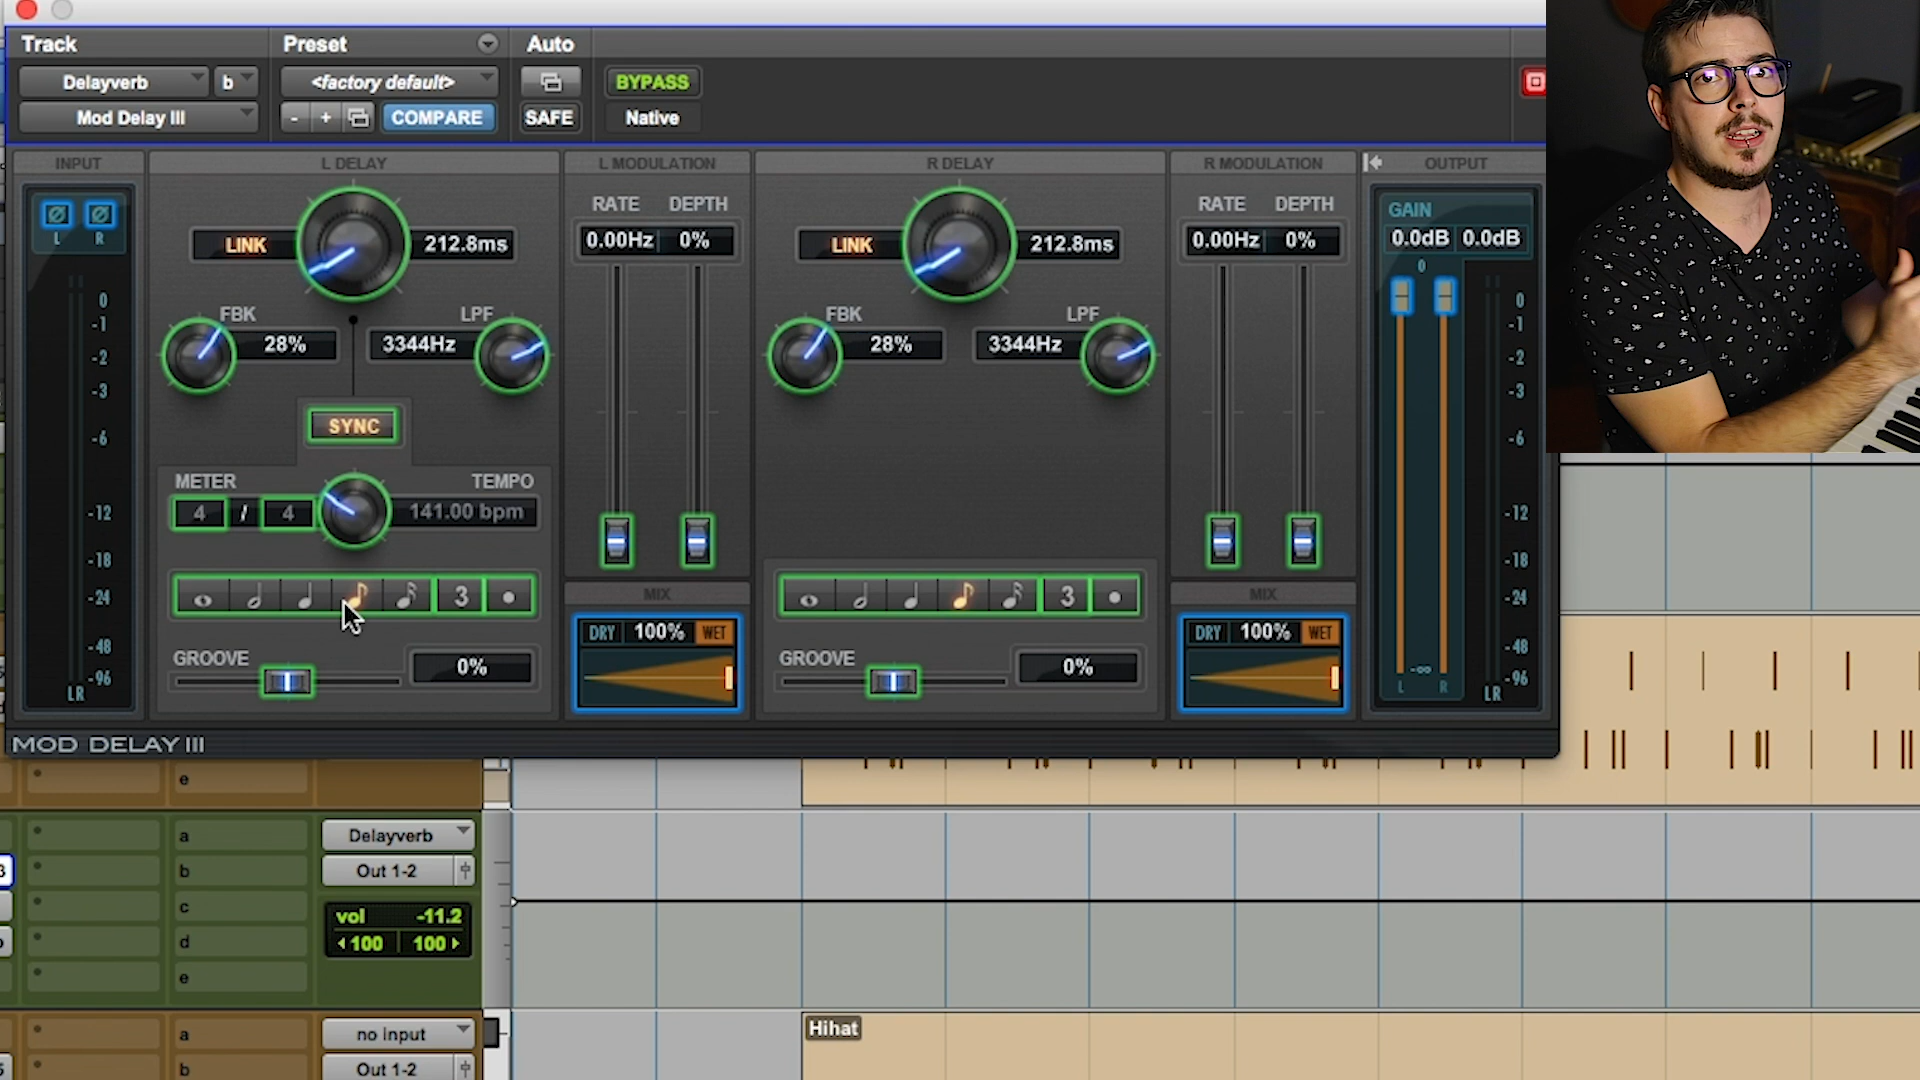 Track
Preset
Auto
Delayverb
b
<factory default>
BYPASS
Mod Delay III
-
+
COMPARE
SAFE
Native
INPUT
L DELAY
L MODULATION
R DELAY
R MODULATION
OUTPUT
L R
0
-1
-2
-3
-6
-12
-18
-24
-48
-96
LR
LINK
212.8ms
FBK
28%
LPF
3344Hz
SYNC
METER
TEMPO
4 / 4
141.00 bpm
3
GROOVE
0%
RATE DEPTH
0.00Hz 0%
MIX
DRY 100% WET
LINK
212.8ms
FBK
28%
LPF
3344Hz
3
GROOVE
0%
RATE DEPTH
0.00Hz 0%
MIX
DRY 100% WET
GAIN
0.0dB 0.0dB
0
-∞
L R
0
-1
-2
-3
-6
-12
-18
-24
-48
-96
LR
MOD DELAY III
e
a
Delayverb
b
Out 1-2
c
vol -11.2
d
100 100
e
a
no input
Hihat
b
Out 1-2